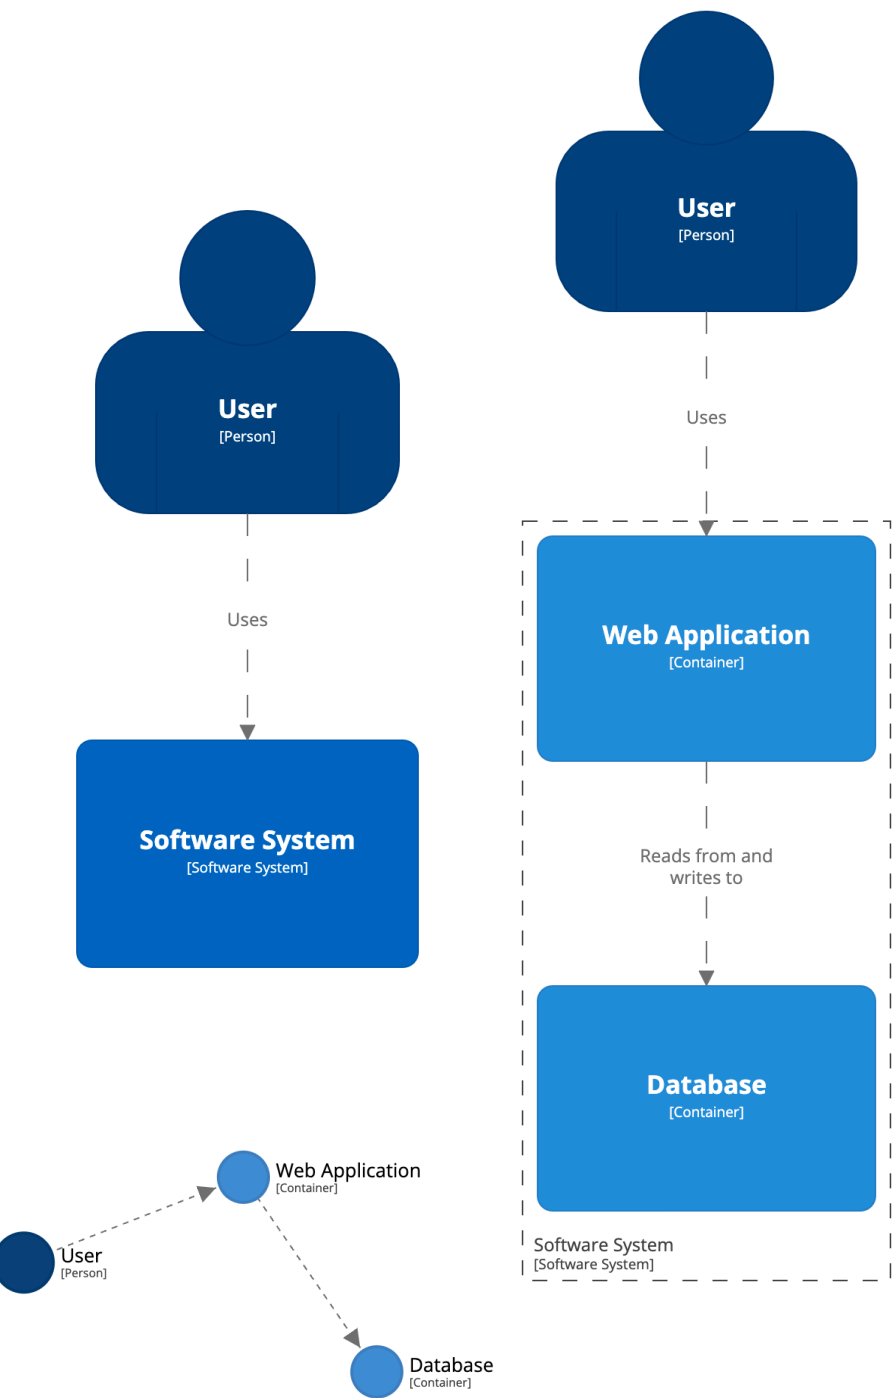 User
[Person]
Uses
Software System
[Software System]
User
[Person]
Uses
Web Application
[Container]
Reads from and
writes to
Database
[Container]
Software System
[Software System]
Web Application
[Container]
User
[Person]
Database
[Container]